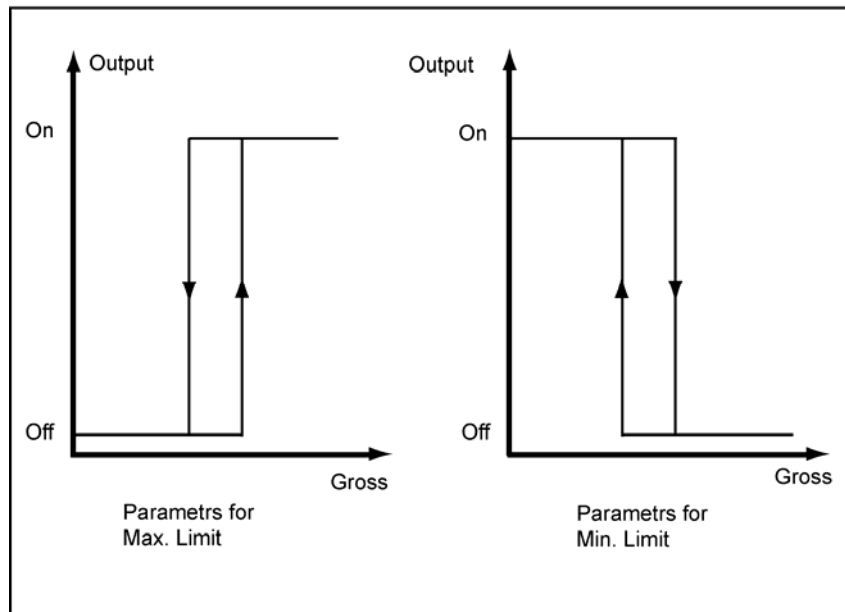 Output
On
Off
Gross
Parametrs for
Max. Limit
Output
On
Off
Gross
Parametrs for
Min. Limit